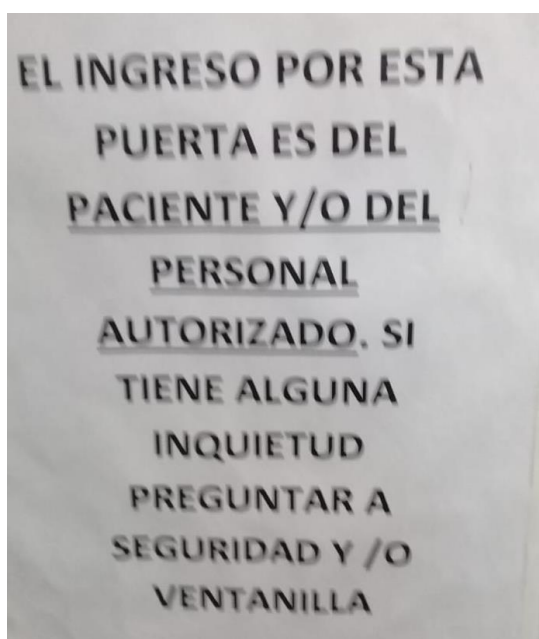 EL INGRESO POR ESTA
PUERTA ES DEL
PACIENTE Y/O DEL
PERSONAL
AUTORIZADO. SI
TIENE ALGUNA
INQUIETUD
PREGUNTAR A
SEGURIDAD Y /O
VENTANILLA